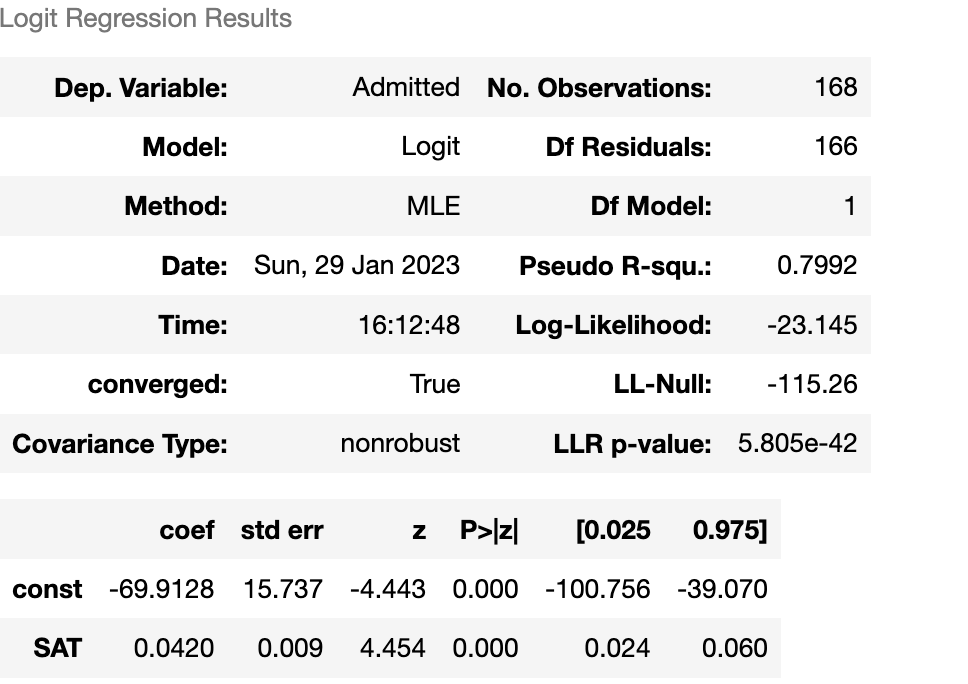 Logit Regression Results
Dep. Variable: Admitted No. Observations: 168
Model: Logit Df Residuals: 166
Method: MLE Df Model: 1
Date: Sun, 29 Jan 2023 Pseudo R-squ.: 0.7992
Time: 16:12:48 Log-Likelihood: -23.145
converged: True LL-Null: -115.26
Covariance Type: nonrobust LLR p-value: 5.805e-42
coef std err z P>|z| [0.025 0.975]
const -69.9128 15.737 -4.443 0.000 -100.756 -39.070
SAT 0.0420 0.009 4.454 0.000 0.024 0.060